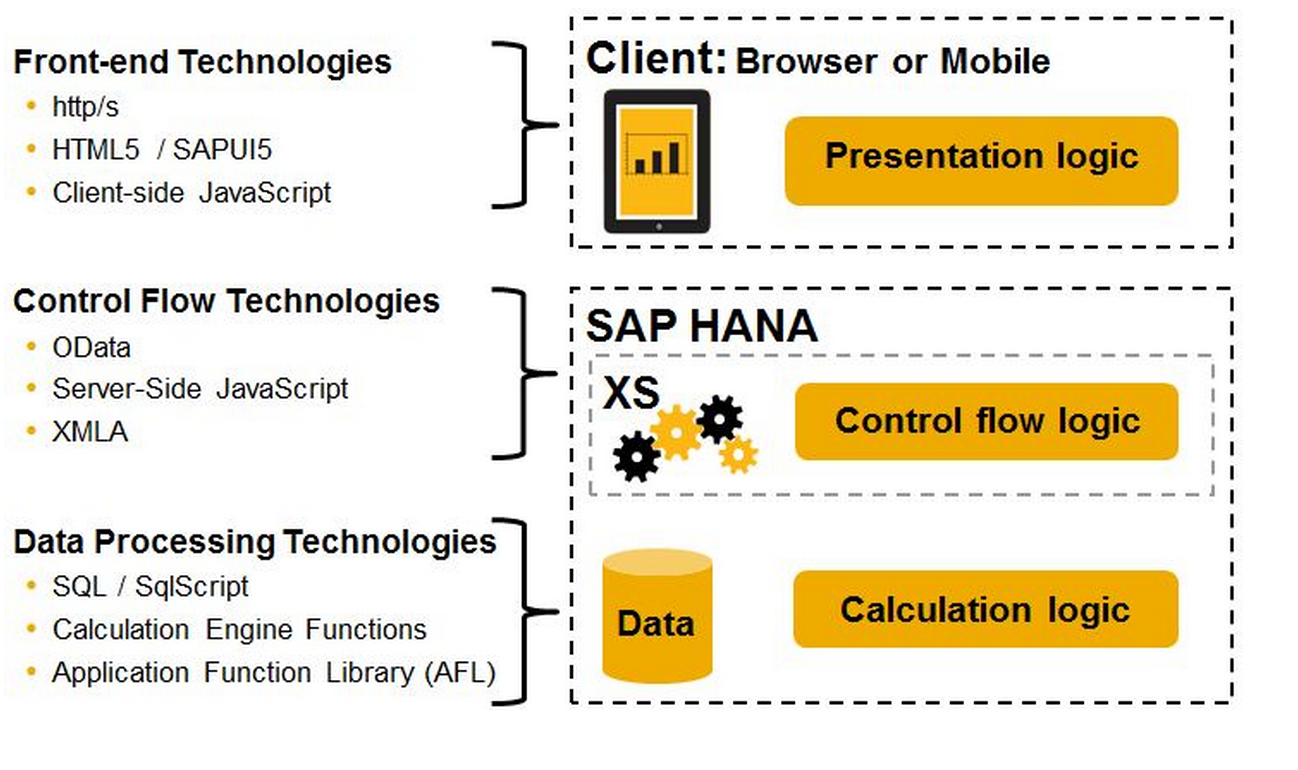 Front-end Technologies
• http/s
• HTML5 / SAPUI5
• Client-side JavaScript
Client: Browser or Mobile
Presentation logic
Control Flow Technologies
• OData
• Server-Side JavaScript
• XMLA
SAP HANA
XS
Control flow logic
Data Processing Technologies
• SQL / SqlScript
• Calculation Engine Functions
• Application Function Library (AFL)
Data
Calculation logic